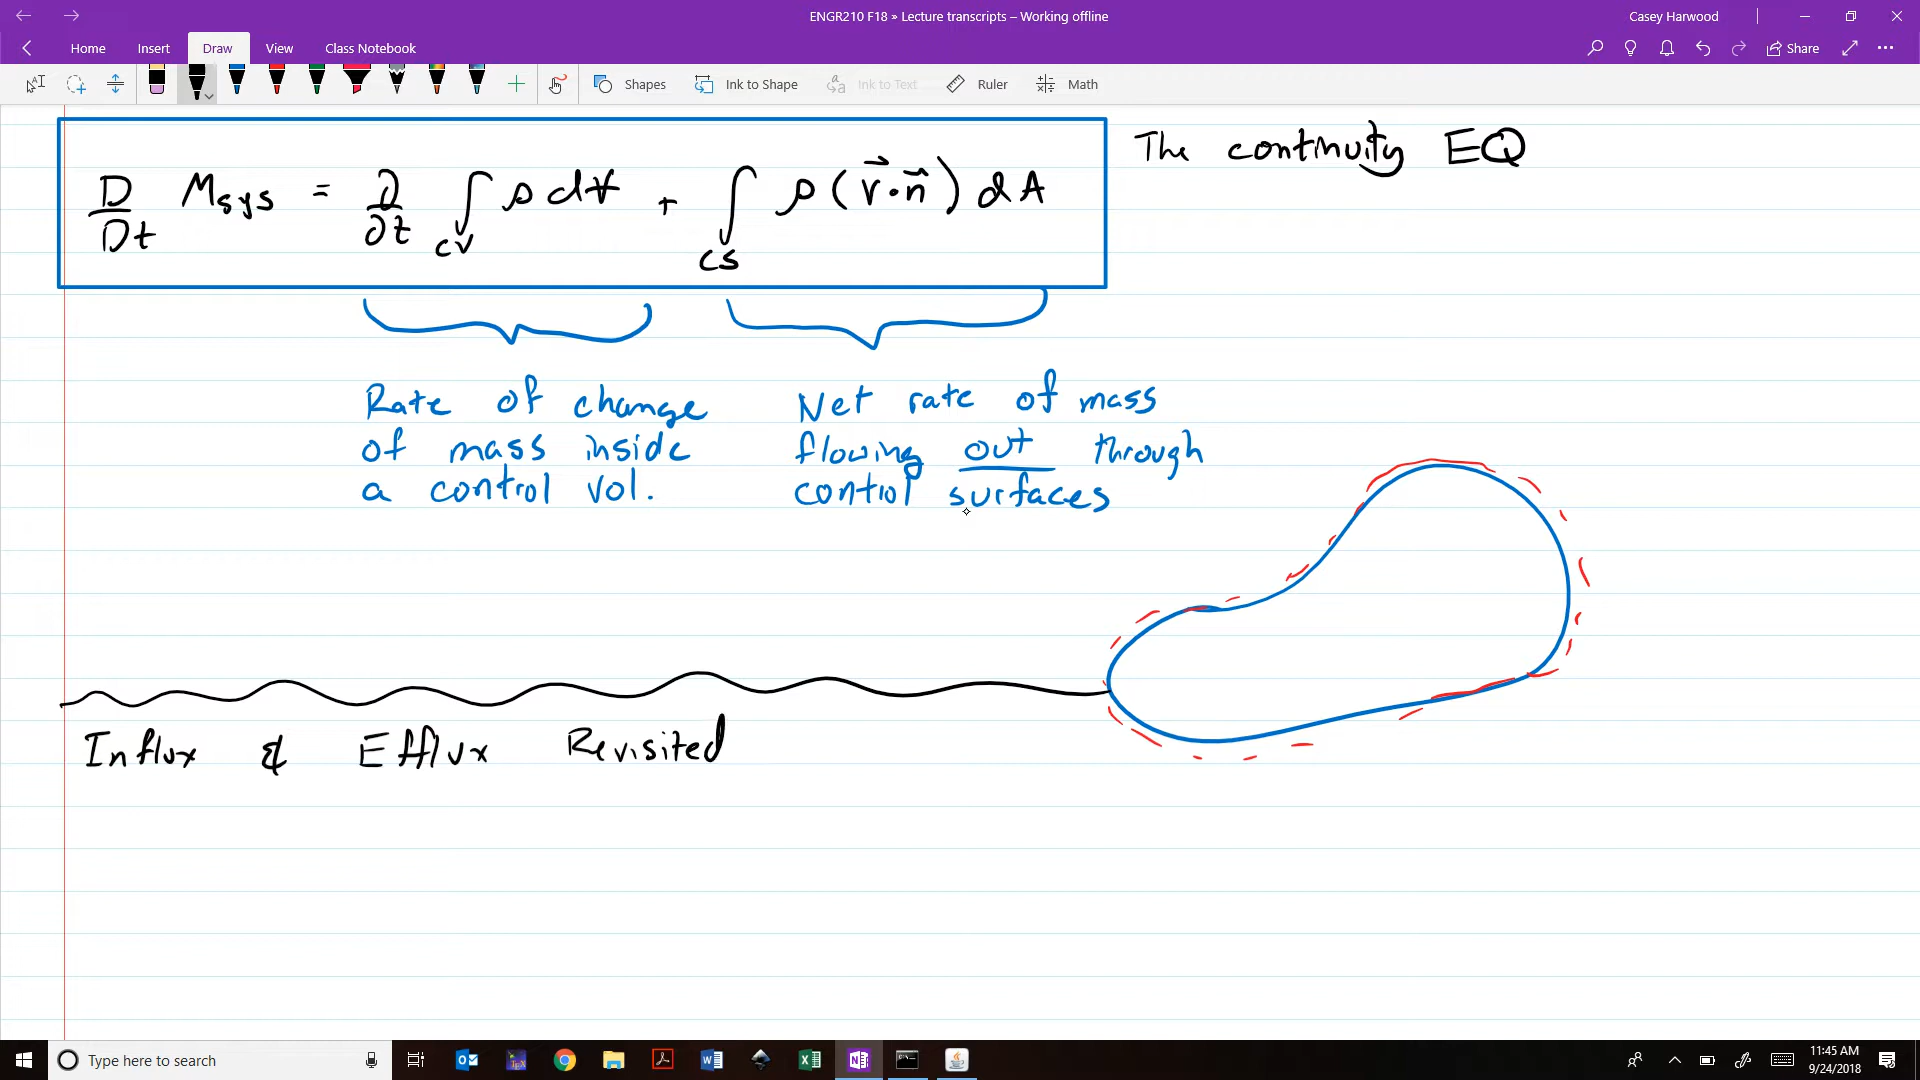 ENGR210 F18 » Lecture transcripts – Working offline
Casey Harwood
Home Insert Draw View Class Notebook
Share
Shapes Ink to Shape Ink to Text Ruler Math
D/Dt Msys = ∂/∂t ∫cv ρ dV̶ + ∫cs ρ (v⃗·n⃗) dA
The continuity EQ
Rate of change
of mass inside
a control vol.
Net rate of mass
flowing out through
control surfaces
Influx & Efflux Revisited
Type here to search
11:45 AM
9/24/2018